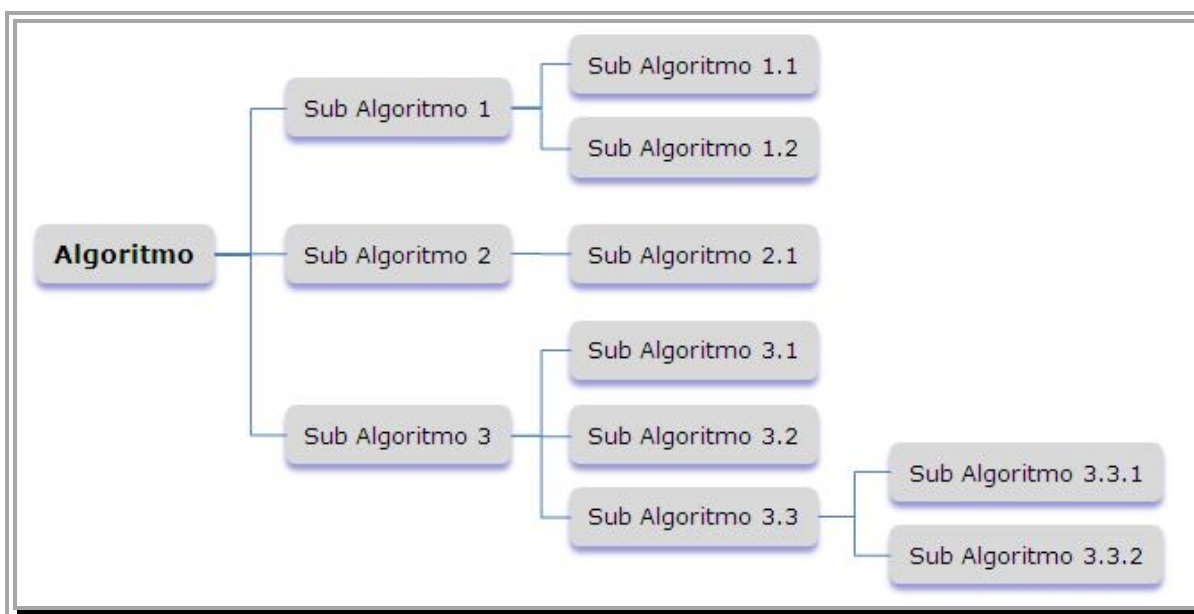 Algoritmo
Sub Algoritmo 1
Sub Algoritmo 1.1
Sub Algoritmo 1.2
Sub Algoritmo 2
Sub Algoritmo 2.1
Sub Algoritmo 3
Sub Algoritmo 3.1
Sub Algoritmo 3.2
Sub Algoritmo 3.3
Sub Algoritmo 3.3.1
Sub Algoritmo 3.3.2